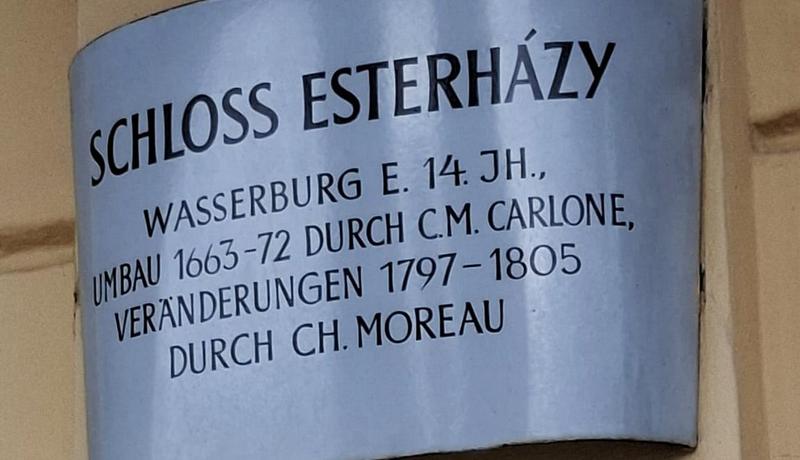 SCHLOSS ESTERHÁZY
WASSERBURG E. 14. JH.,
UMBAU 1663-72 DURCH C.M. CARLONE,
VERÄNDERUNGEN 1797-1805
DURCH CH. MOREAU